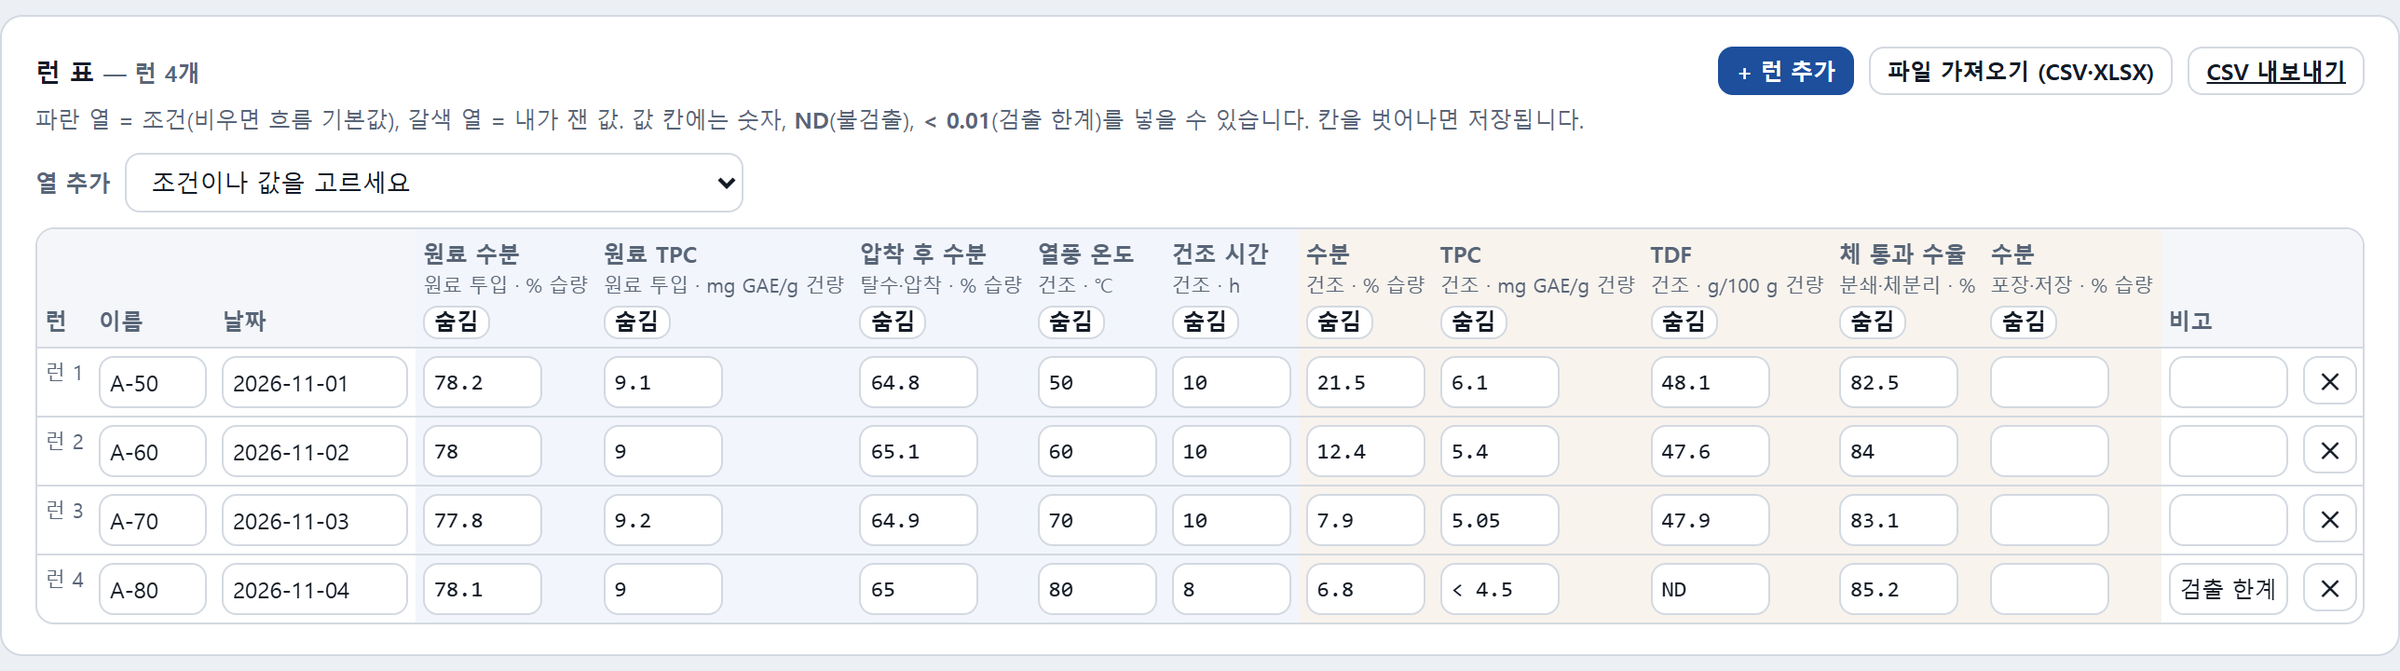 런 표 — 런 4개
+ 런 추가
파일 가져오기 (CSV·XLSX)
CSV 내보내기
파란 열 = 조건(비우면 흐름 기본값), 갈색 열 = 내가 잰 값. 값 칸에는 숫자, ND(불검출), < 0.01(검출 한계)를 넣을 수 있습니다. 칸을 벗어나면 저장됩니다.
열 추가 조건이나 값을 고르세요
원료 수분 원료 TPC 압착 후 수분 열풍 온도 건조 시간 수분 TPC TDF 체 통과 수율 수분
원료 투입 · % 습량 원료 투입 · mg GAE/g 건량 탈수·압착 · % 습량 건조 · ℃ 건조 · h 건조 · % 습량 건조 · mg GAE/g 건량 건조 · g/100 g 건량 분쇄·체분리 · % 포장·저장 · % 습량
런 이름 날짜 숨김 숨김 숨김 숨김 숨김 숨김 숨김 숨김 숨김 숨김 비고
런 1 A-50 2026-11-01 78.2 9.1 64.8 50 10 21.5 6.1 48.1 82.5 ×
런 2 A-60 2026-11-02 78 9 65.1 60 10 12.4 5.4 47.6 84 ×
런 3 A-70 2026-11-03 77.8 9.2 64.9 70 10 7.9 5.05 47.9 83.1 ×
런 4 A-80 2026-11-04 78.1 9 65 80 8 6.8 < 4.5 ND 85.2 검출 한계 ×